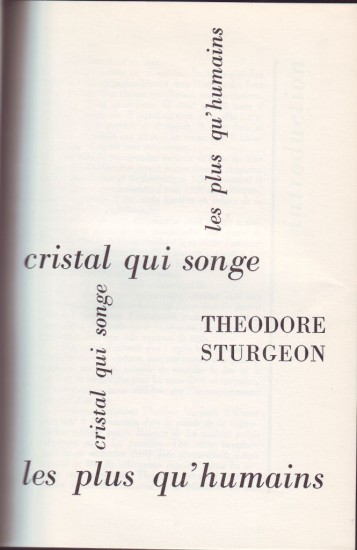 les plus qu'humains
cristal qui songe
cristal qui songe
THEODORE
STURGEON
les plus qu'humains